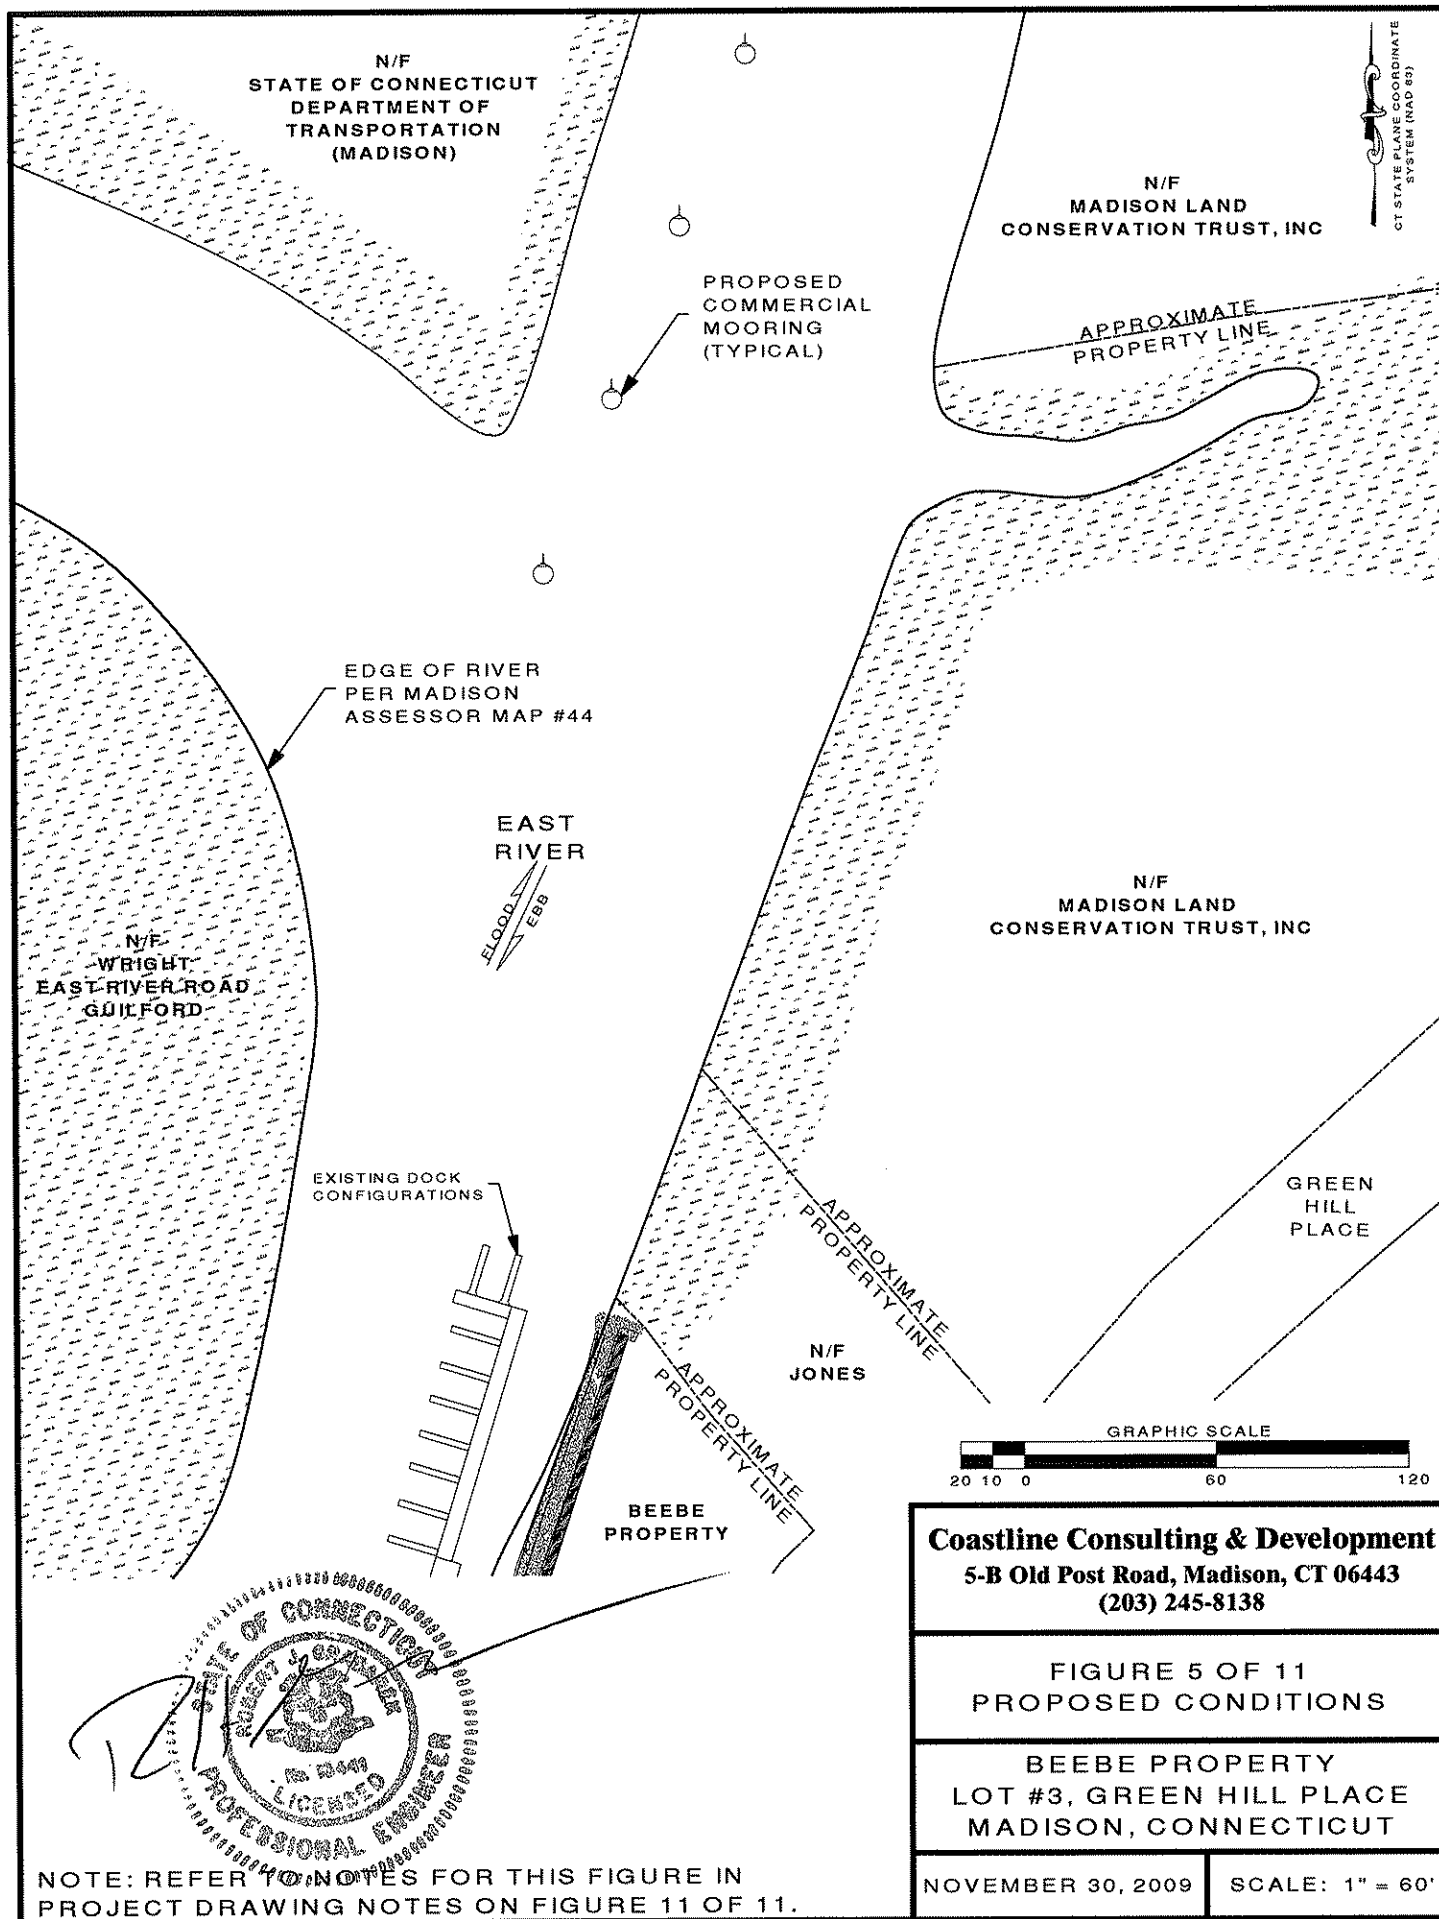 N/F
STATE OF CONNECTICUT
DEPARTMENT OF
TRANSPORTATION
(MADISON)
CT STATE PLANE COORDINATE
SYSTEM (NAD 83)
N/F
MADISON LAND
CONSERVATION TRUST, INC
PROPOSED
COMMERCIAL
MOORING
(TYPICAL)
APPROXIMATE
PROPERTY LINE
EDGE OF RIVER
PER MADISON
ASSESSOR MAP #44
EAST
RIVER
FLOOD
EBB
N/F
MADISON LAND
CONSERVATION TRUST, INC
N/F
WRIGHT
EAST RIVER ROAD
GUILFORD
EXISTING DOCK
CONFIGURATIONS
GREEN
HILL
PLACE
APPROXIMATE
PROPERTY LINE
N/F
JONES
APPROXIMATE
PROPERTY LINE
BEEBE
PROPERTY
GRAPHIC SCALE
20 10 0 60 120
Coastline Consulting & Development
5-B Old Post Road, Madison, CT 06443
(203) 245-8138
FIGURE 5 OF 11
PROPOSED CONDITIONS
BEEBE PROPERTY
LOT #3, GREEN HILL PLACE
MADISON, CONNECTICUT
NOVEMBER 30, 2009
SCALE: 1" = 60'
STATE OF CONNECTICUT
ROBERT J.
LICENSED
PROFESSIONAL ENGINEER
NOTE: REFER TO NOTES FOR THIS FIGURE IN
PROJECT DRAWING NOTES ON FIGURE 11 OF 11.